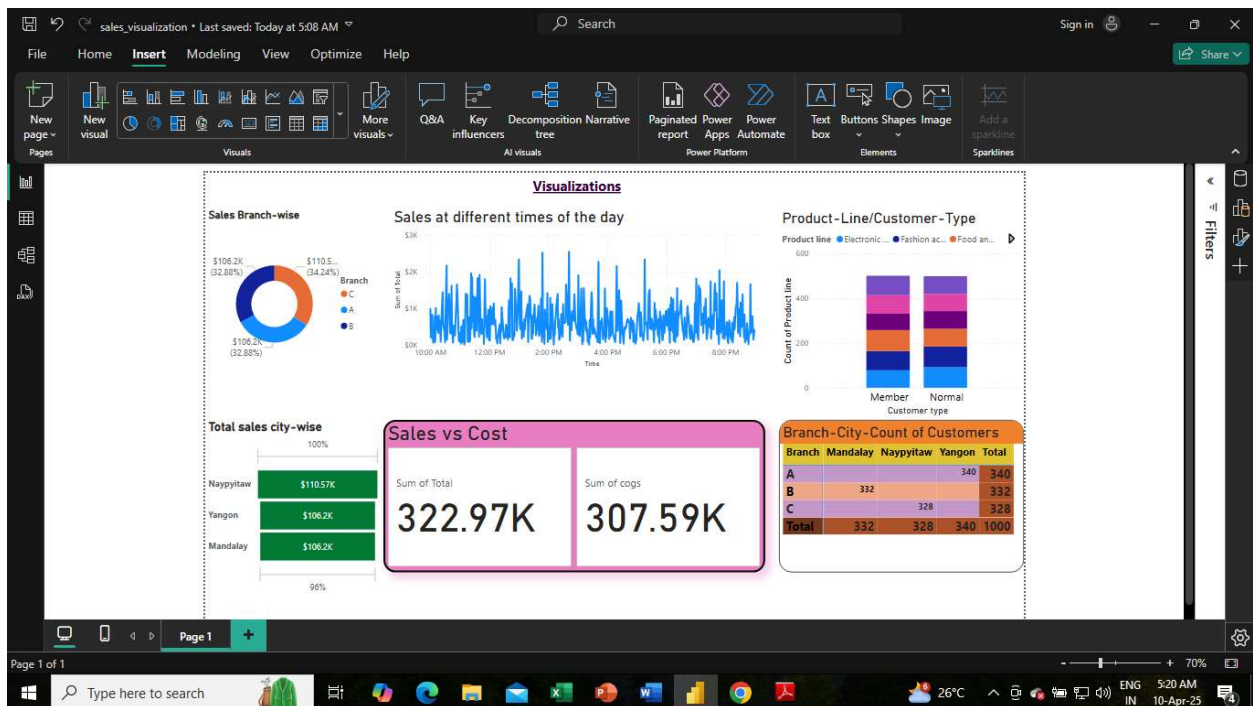 sales_visualization • Last saved: Today at 5:08 AM
Search
Sign in
File Home Insert Modeling View Optimize Help
Share
New page
New visual
More visuals
Q&A
Key influencers
Decomposition tree
Narrative
Paginated report
Power Apps
Power Automate
Text box
Buttons
Shapes
Image
Add a sparkline
Pages
Visuals
AI visuals
Power Platform
Elements
Sparklines
Filters
Visualizations
Sales Branch-wise
$106.2K (32.88%)
$110.5... (34.24%)
$106.2K (32.88%)
Branch
C
A
B
Sales at different times of the day
$3K
$2K
$1K
$0K
Sum of Total
10:00 AM 12:00 PM 2:00 PM 4:00 PM 6:00 PM 8:00 PM
Time
Product-Line/Customer-Type
Product line Electronic ... Fashion ac... Food an...
600
400
200
0
Count of Product line
Member Normal
Customer type
Total sales city-wise
100%
Naypyitaw $110.57K
Yangon $106.2K
Mandalay $106.2K
96%
Sales vs Cost
Sum of Total
322.97K
Sum of cogs
307.59K
Branch-City-Count of Customers
Branch Mandalay Naypyitaw Yangon Total
A 340 340
B 332 332
C 328 328
Total 332 328 340 1000
Page 1
Page 1 of 1
- + 70%
Type here to search
26°C
ENG
IN
5:20 AM
10-Apr-25
4